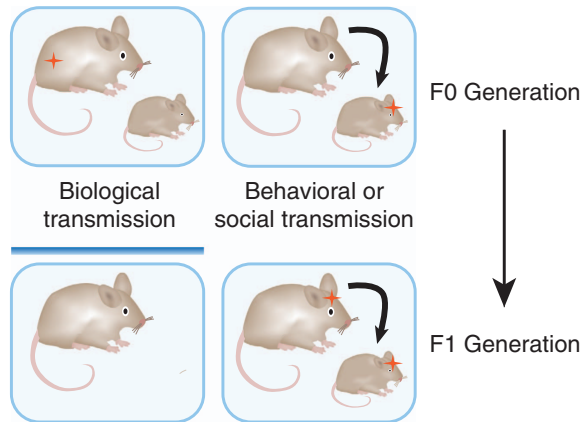 F0 Generation
Biological
transmission
Behavioral or
social transmission
F1 Generation